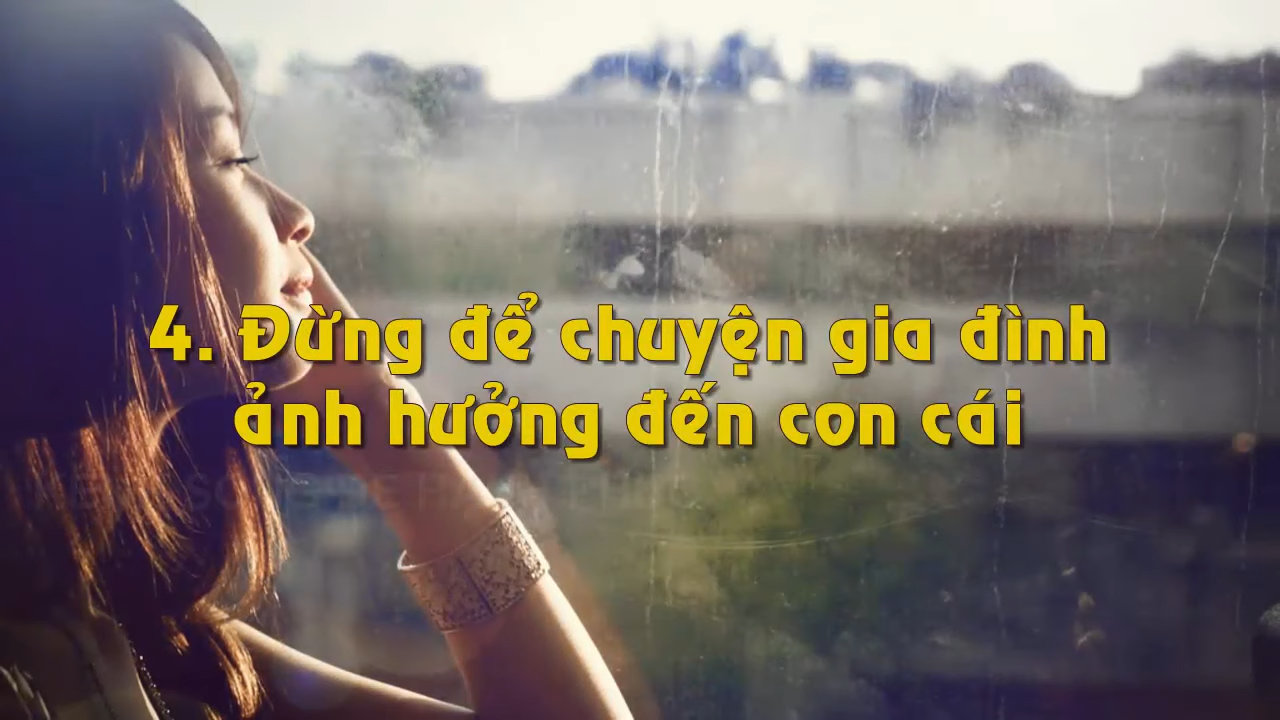 4. Đừng để chuyện gia đình
ảnh hưởng đến con cái